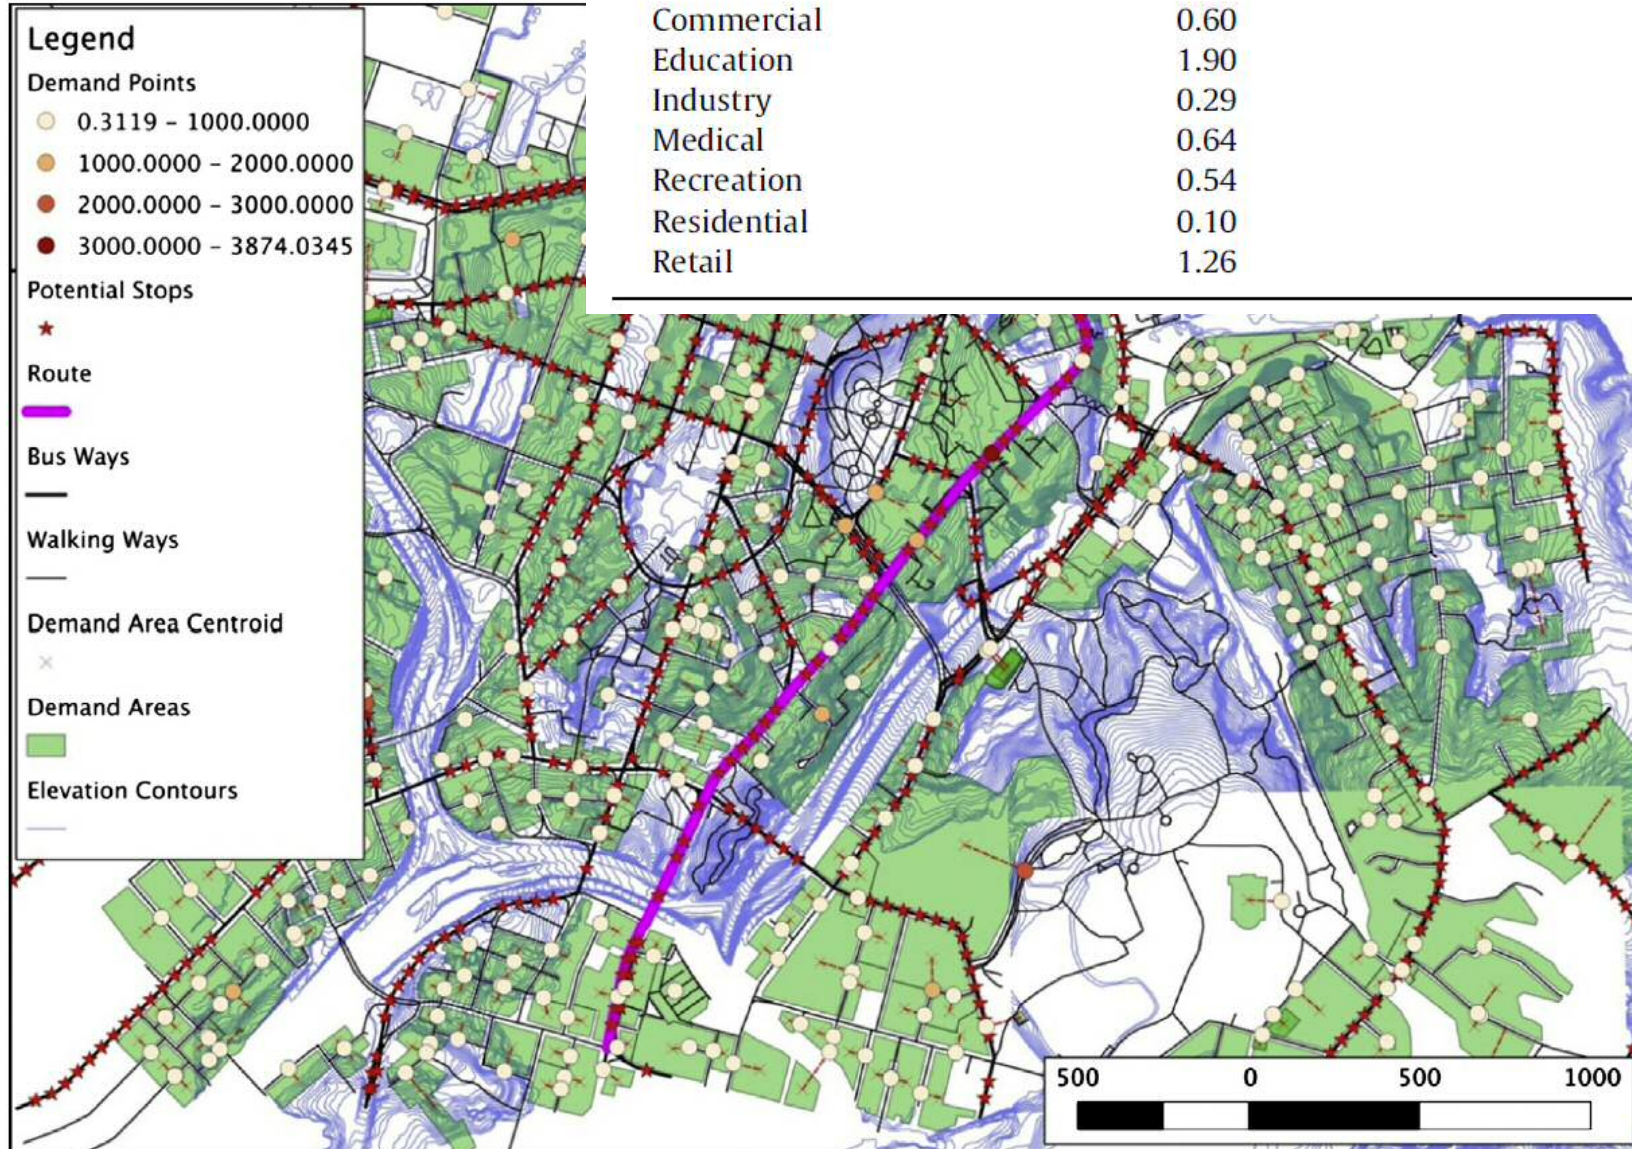 Legend
Demand Points
0.3119 – 1000.0000
1000.0000 – 2000.0000
2000.0000 – 3000.0000
3000.0000 – 3874.0345
Potential Stops
Route
Bus Ways
Walking Ways
Demand Area Centroid
Demand Areas
Elevation Contours
Commercial 0.60
Education 1.90
Industry 0.29
Medical 0.64
Recreation 0.54
Residential 0.10
Retail 1.26
500 0 500 1000